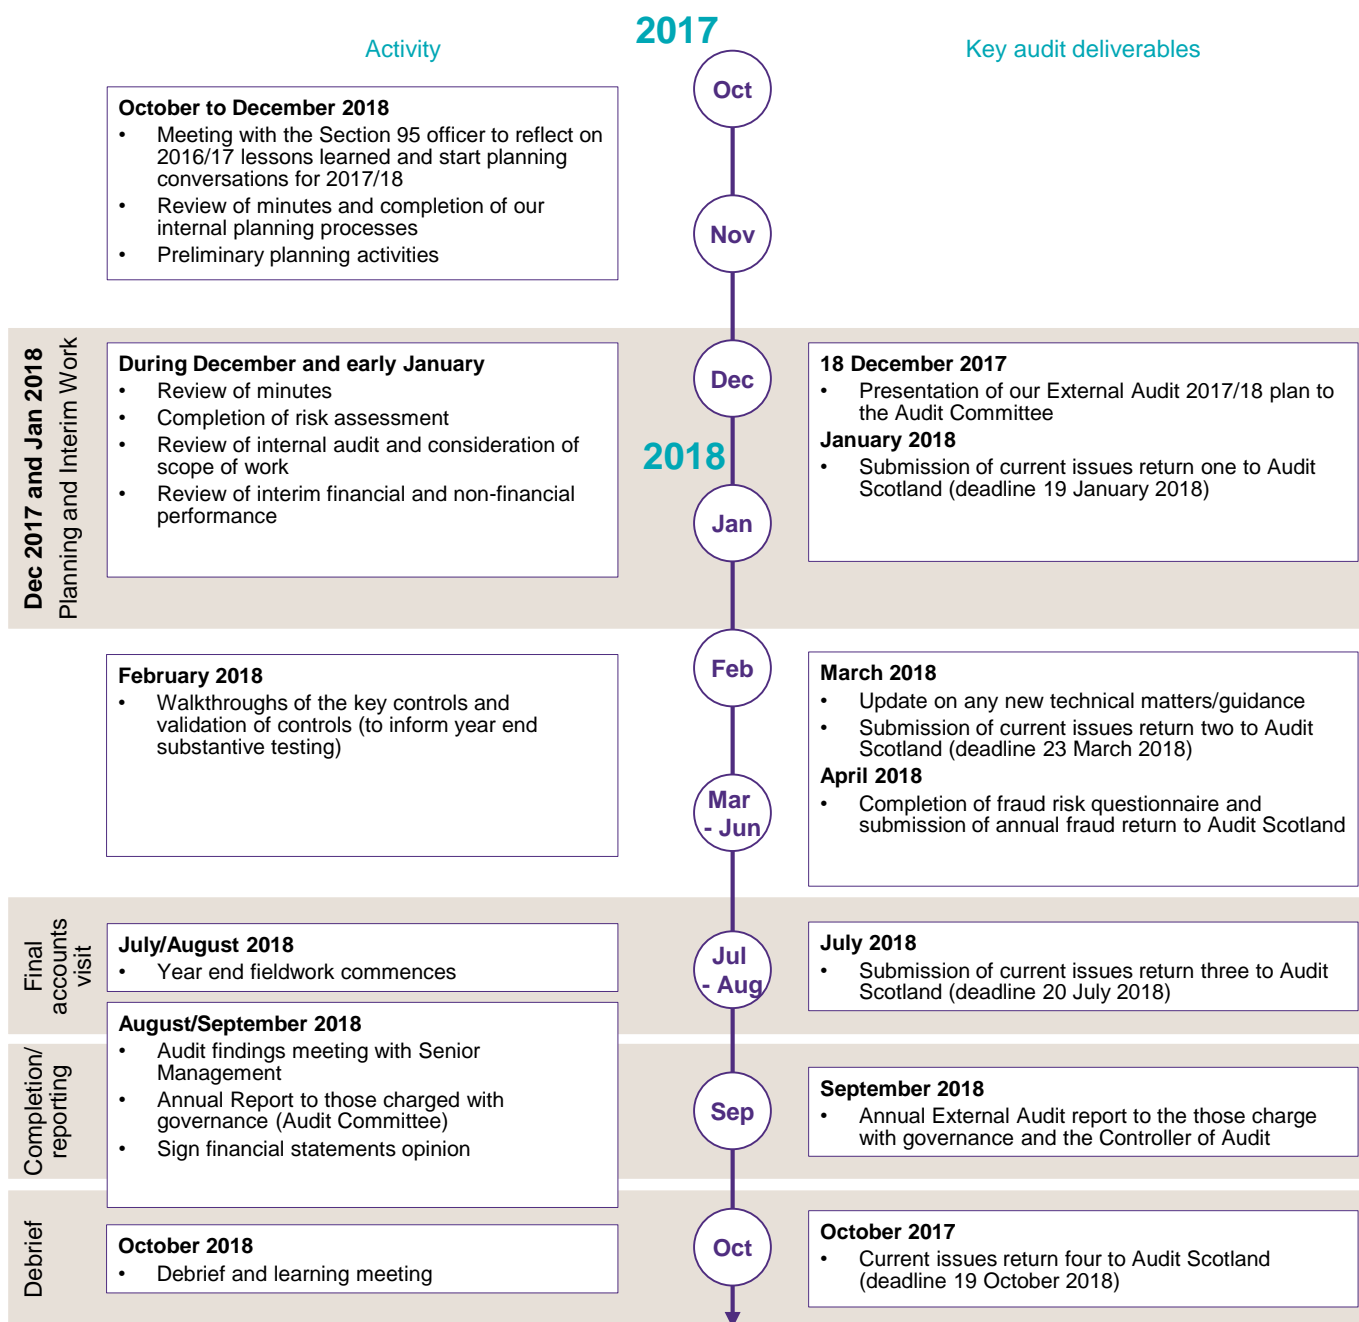 2017
Activity
Key audit deliverables
Oct
October to December 2018
• Meeting with the Section 95 officer to reflect on
2016/17 lessons learned and start planning
conversations for 2017/18
• Review of minutes and completion of our
internal planning processes
• Preliminary planning activities
Nov
Dec 2017 and Jan 2018
Planning and Interim Work
During December and early January
• Review of minutes
• Completion of risk assessment
• Review of internal audit and consideration of
scope of work
• Review of interim financial and non-financial
performance
Dec
2018
Jan
18 December 2017
• Presentation of our External Audit 2017/18 plan to
the Audit Committee
January 2018
• Submission of current issues return one to Audit
Scotland (deadline 19 January 2018)
February 2018
• Walkthroughs of the key controls and
validation of controls (to inform year end
substantive testing)
Feb
Mar
- Jun
March 2018
• Update on any new technical matters/guidance
• Submission of current issues return two to Audit
Scotland (deadline 23 March 2018)
April 2018
• Completion of fraud risk questionnaire and
submission of annual fraud return to Audit Scotland
Final
accounts
visit
July/August 2018
• Year end fieldwork commences
Jul
- Aug
July 2018
• Submission of current issues return three to Audit
Scotland (deadline 20 July 2018)
Completion/
reporting
August/September 2018
• Audit findings meeting with Senior
Management
• Annual Report to those charged with
governance (Audit Committee)
• Sign financial statements opinion
Sep
September 2018
• Annual External Audit report to the those charge
with governance and the Controller of Audit
Debrief
October 2018
• Debrief and learning meeting
Oct
October 2017
• Current issues return four to Audit Scotland
(deadline 19 October 2018)